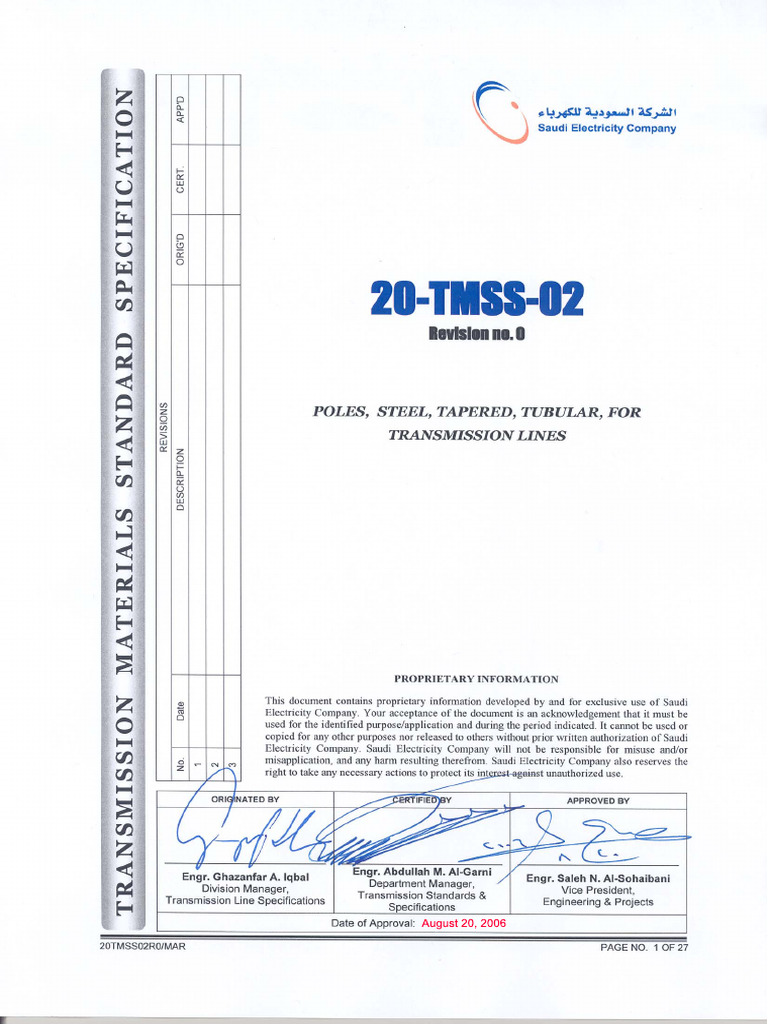 TRANSMISSION MATERIALS STANDARD SPECIFICATION
REVISIONS
No.
Date
DESCRIPTION
ORIG'D
CERT.
APP'D
1
2
3
الشركة السعودية للكهرباء
Saudi Electricity Company
20-TMSS-02
Revision no. 0
POLES, STEEL, TAPERED, TUBULAR, FOR
TRANSMISSION LINES
PROPRIETARY INFORMATION
This document contains proprietary information developed by and for exclusive use of Saudi
Electricity Company. Your acceptance of the document is an acknowledgement that it must be
used for the identified purpose/application and during the period indicated. It cannot be used or
copied for any other purposes nor released to others without prior written authorization of Saudi
Electricity Company. Saudi Electricity Company will not be responsible for misuse and/or
misapplication, and any harm resulting therefrom. Saudi Electricity Company also reserves the
right to take any necessary actions to protect its interest against unauthorized use.
ORIGINATED BY
CERTIFIED BY
APPROVED BY
Engr. Ghazanfar A. Iqbal
Division Manager,
Transmission Line Specifications
Engr. Abdullah M. Al-Garni
Department Manager,
Transmission Standards &
Specifications
Engr. Saleh N. Al-Sohaibani
Vice President,
Engineering & Projects
Date of Approval: August 20, 2006
20TMSS02R0/MAR
PAGE NO. 1 OF 27